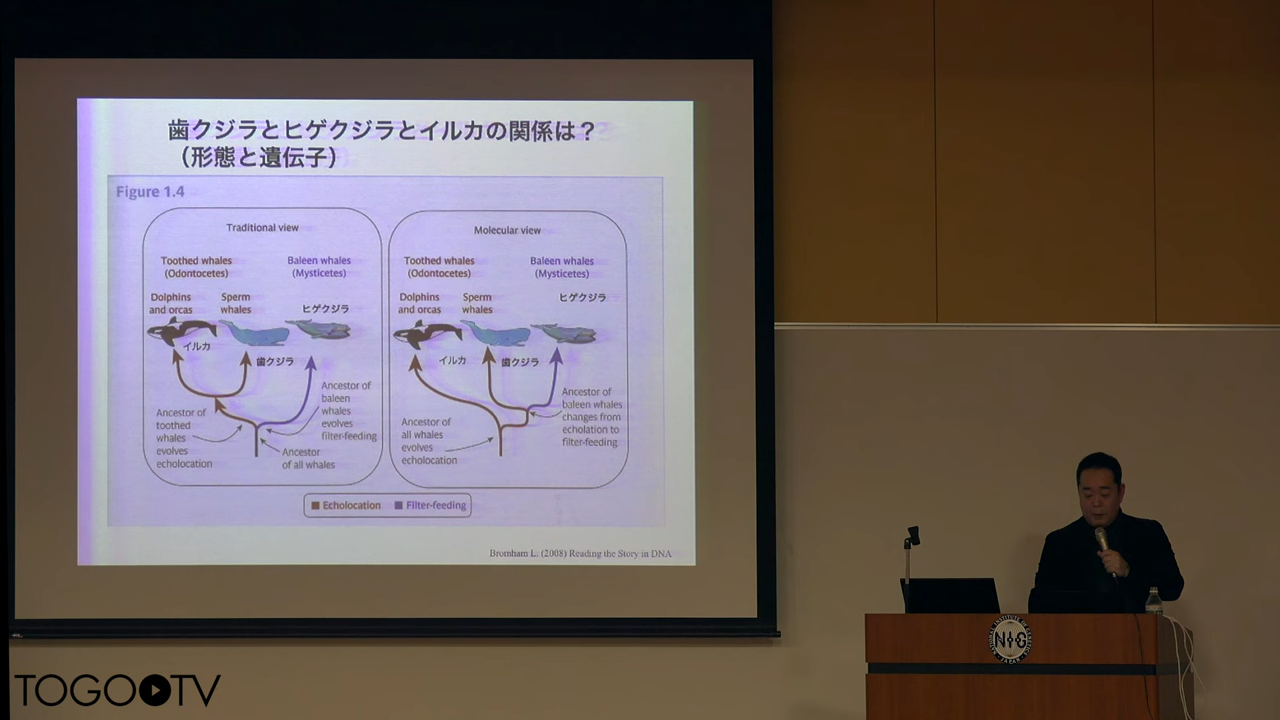 歯クジラとヒゲクジラとイルカの関係は？
（形態と遺伝子）
Figure 1.4
Traditional view
Toothed whales
(Odontocetes)
Baleen whales
(Mysticetes)
Dolphins
and orcas
Sperm
whales
ヒゲクジラ
イルカ
歯クジラ
Ancestor of
toothed
whales
evolves
echolocation
Ancestor of
baleen
whales
evolves
filter-feeding
Ancestor
of all whales
Molecular view
Toothed whales
(Odontocetes)
Baleen whales
(Mysticetes)
Dolphins
and orcas
Sperm
whales
ヒゲクジラ
イルカ
歯クジラ
Ancestor of
all whales
evolves
echolocation
Ancestor of
baleen whales
changes from
echolation to
filter-feeding
Echolocation
Filter-feeding
Bromham L. (2008) Reading the Story in DNA
NIG
NATIONAL INSTITUTE OF GENETICS
JAPAN
TOGO TV